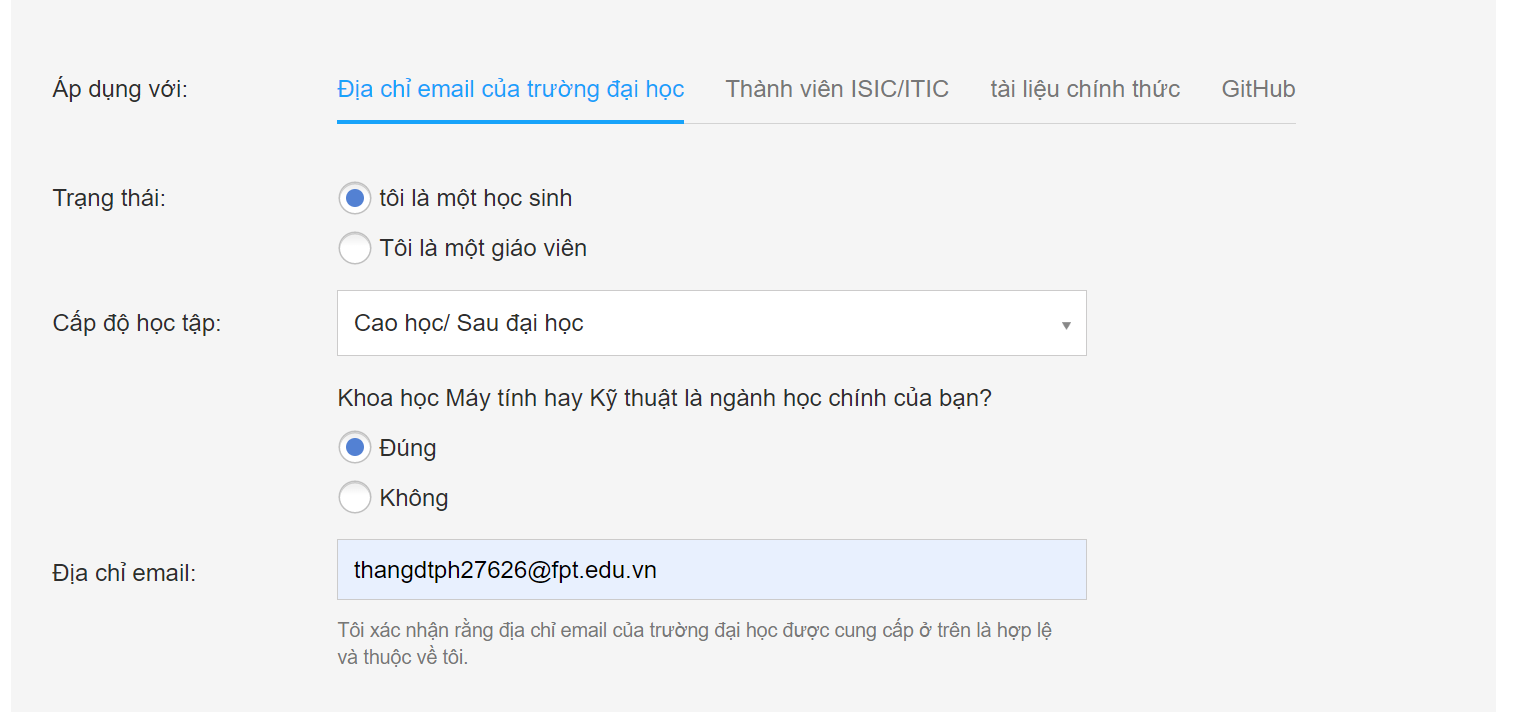 Áp dụng với: Địa chỉ email của trường đại học Thành viên ISIC/ITIC tài liệu chính thức GitHub
Trạng thái: tôi là một học sinh
Tôi là một giáo viên
Cấp độ học tập: Cao học/ Sau đại học
Khoa học Máy tính hay Kỹ thuật là ngành học chính của bạn?
Đúng
Không
Địa chỉ email: thangdtph27626@fpt.edu.vn
Tôi xác nhận rằng địa chỉ email của trường đại học được cung cấp ở trên là hợp lệ
và thuộc về tôi.